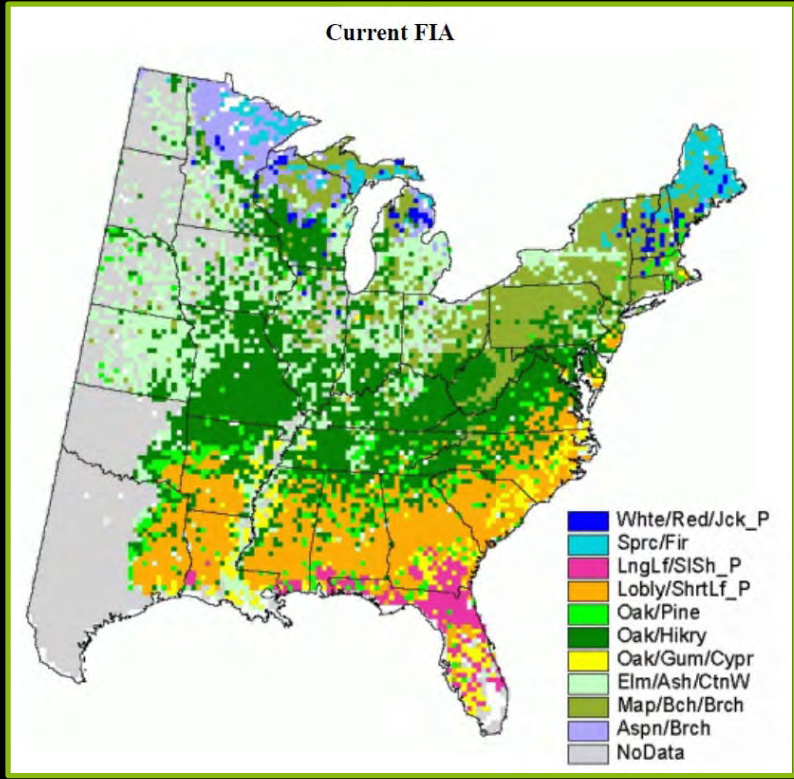 Current FIA
Whte/Red/Jck_P
Sprc/Fir
LngLf/SlSh_P
Lobly/ShrtLf_P
Oak/Pine
Oak/Hikry
Oak/Gum/Cypr
Elm/Ash/CtnW
Map/Bch/Brch
Aspn/Brch
NoData